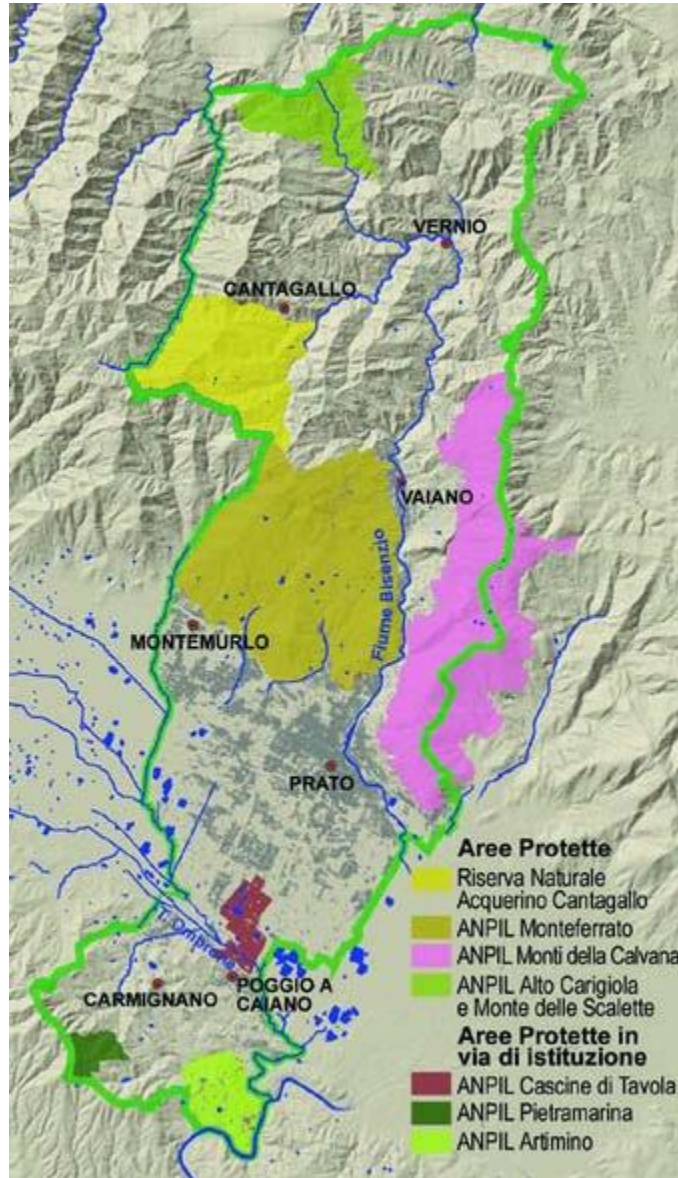 VERNIO
CANTAGALLO
VAIANO
Fiume Bisenzio
MONTEMURLO
PRATO
T. Ombrone
POGGIO A
CAIANO
CARMIGNANO
Aree Protette
Riserva Naturale
Acquerino Cantagallo
ANPIL Monteferrato
ANPIL Monti della Calvana
ANPIL Alto Carigiola
e Monte delle Scalette
Aree Protette in
via di istituzione
ANPIL Cascine di Tavola
ANPIL Pietramarina
ANPIL Artimino